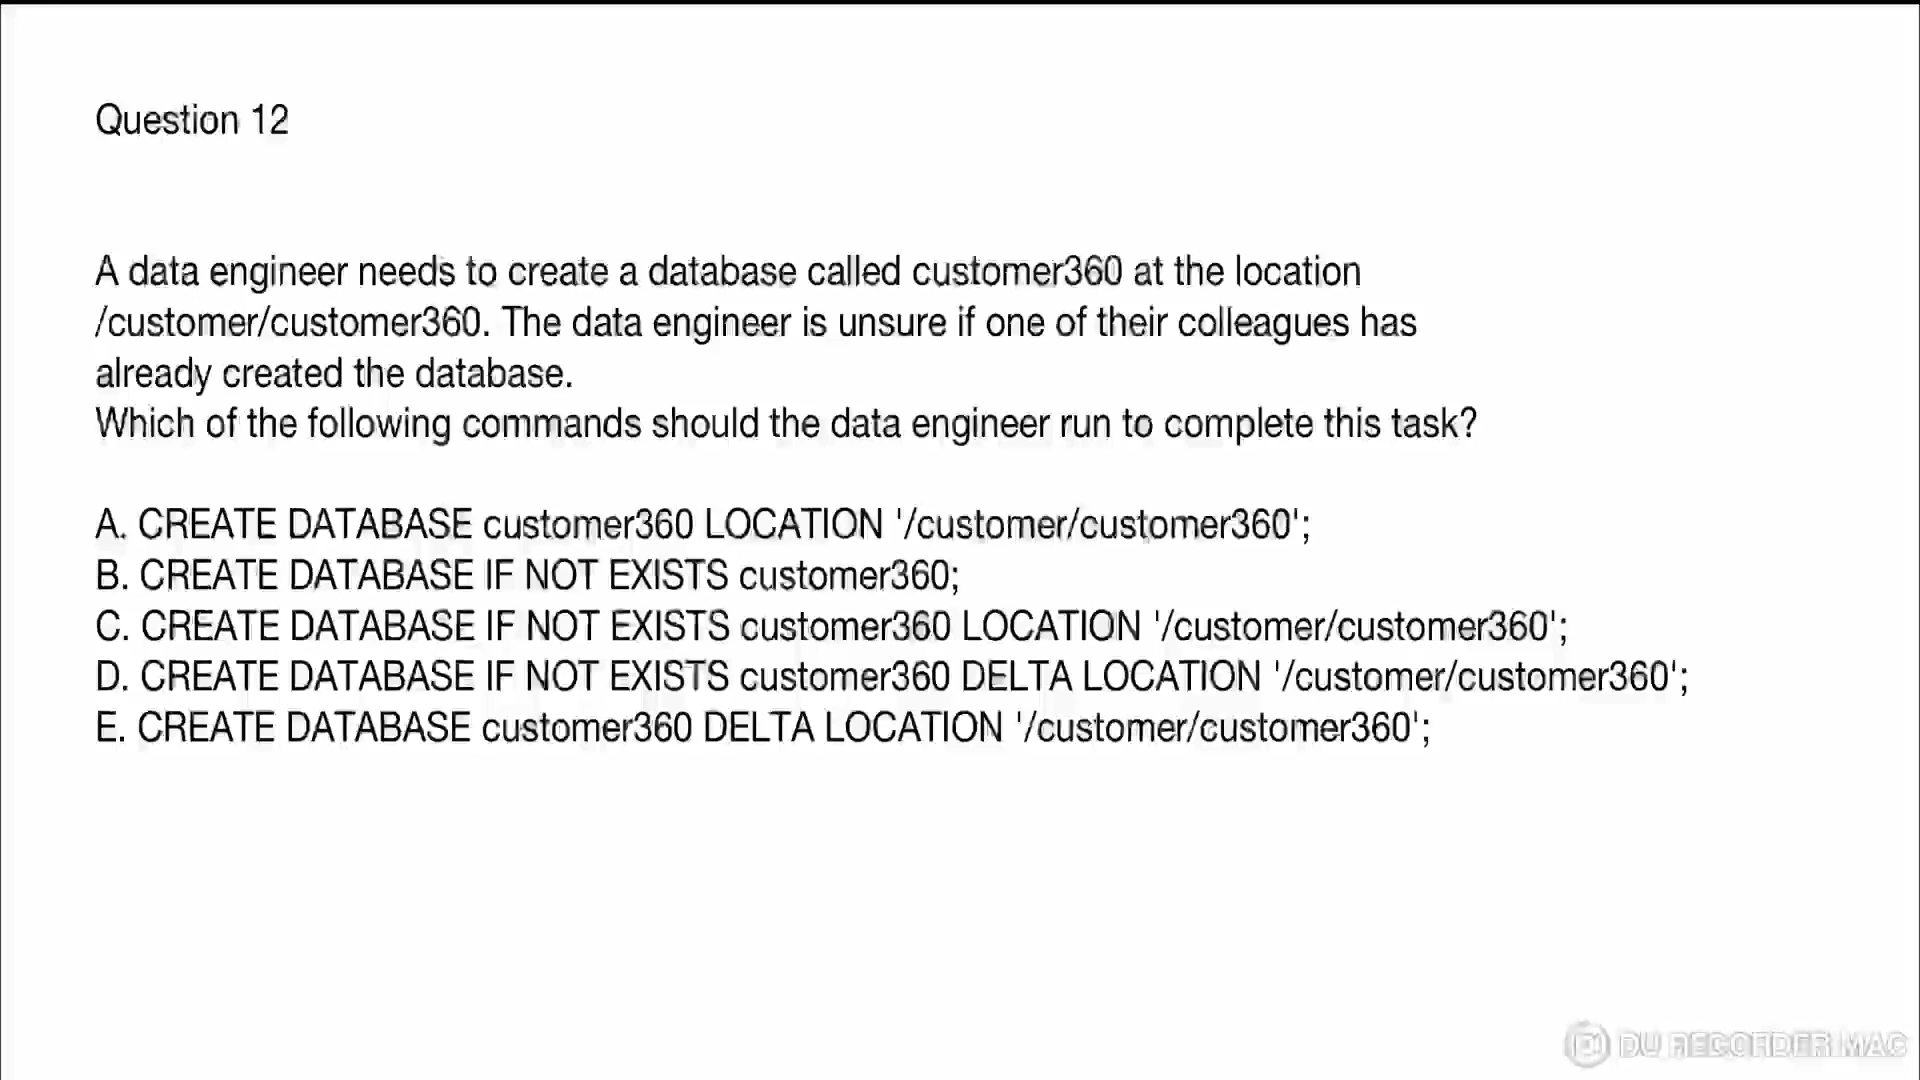 Question 12
A data engineer needs to create a database called customer360 at the location
/customer/customer360. The data engineer is unsure if one of their colleagues has
already created the database.
Which of the following commands should the data engineer run to complete this task?
A. CREATE DATABASE customer360 LOCATION '/customer/customer360';
B. CREATE DATABASE IF NOT EXISTS customer360;
C. CREATE DATABASE IF NOT EXISTS customer360 LOCATION '/customer/customer360';
D. CREATE DATABASE IF NOT EXISTS customer360 DELTA LOCATION '/customer/customer360';
E. CREATE DATABASE customer360 DELTA LOCATION '/customer/customer360';
DU RECORDER MAC